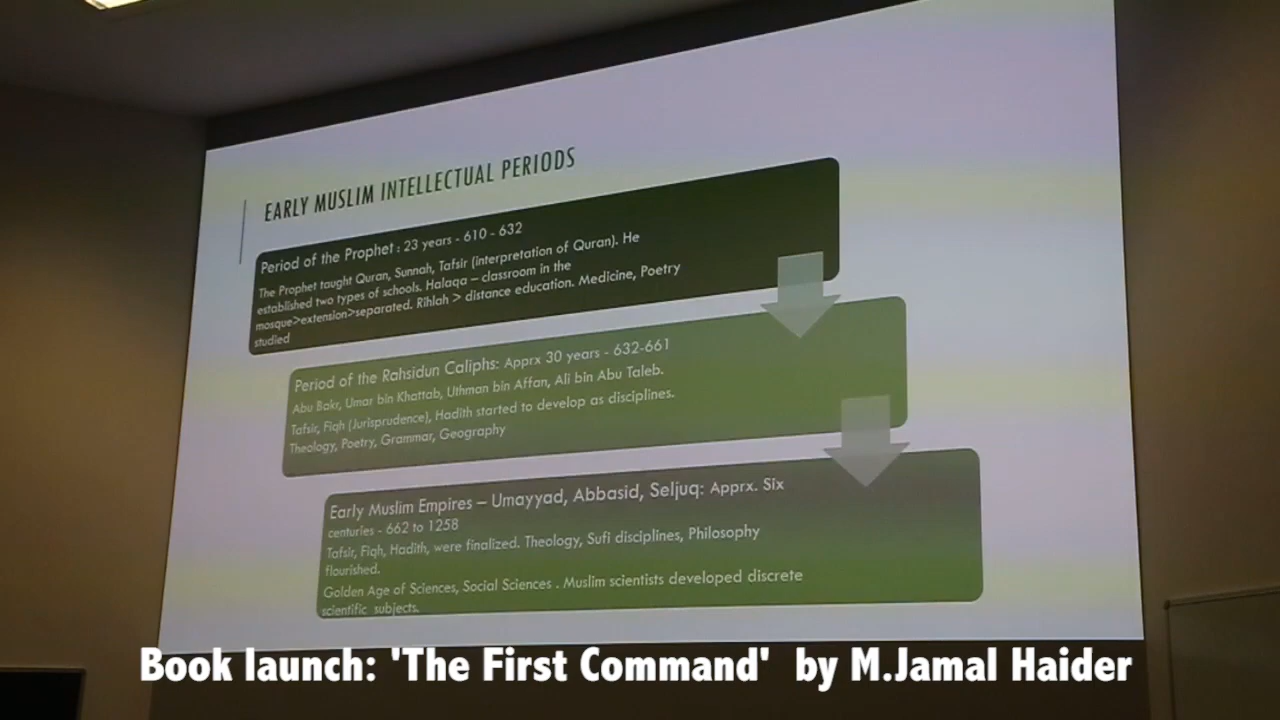 EARLY MUSLIM INTELLECTUAL PERIODS
Period of the Prophet : 23 years - 610 - 632
The Prophet taught Quran, Sunnah, Tafsir (interpretation of Quran). He
established two types of schools. Halaqa – classroom in the
mosque>extension>separated. Rihlah > distance education. Medicine, Poetry
studied
Period of the Rahsidun Caliphs: Apprx 30 years - 632-661
Abu Bakr, Umar bin Khattab, Uthman bin Affan, Ali bin Abu Taleb.
Tafsir, Fiqh (Jurisprudence), Hadith started to develop as disciplines.
Theology, Poetry, Grammar, Geography
Early Muslim Empires – Umayyad, Abbasid, Seljuq: Apprx. Six
centuries - 662 to 1258
Tafsir, Fiqh, Hadith, were finalized. Theology, Sufi disciplines, Philosophy
flourished.
Golden Age of Sciences, Social Sciences . Muslim scientists developed discrete
scientific subjects.
Book launch: 'The First Command' by M.Jamal Haider